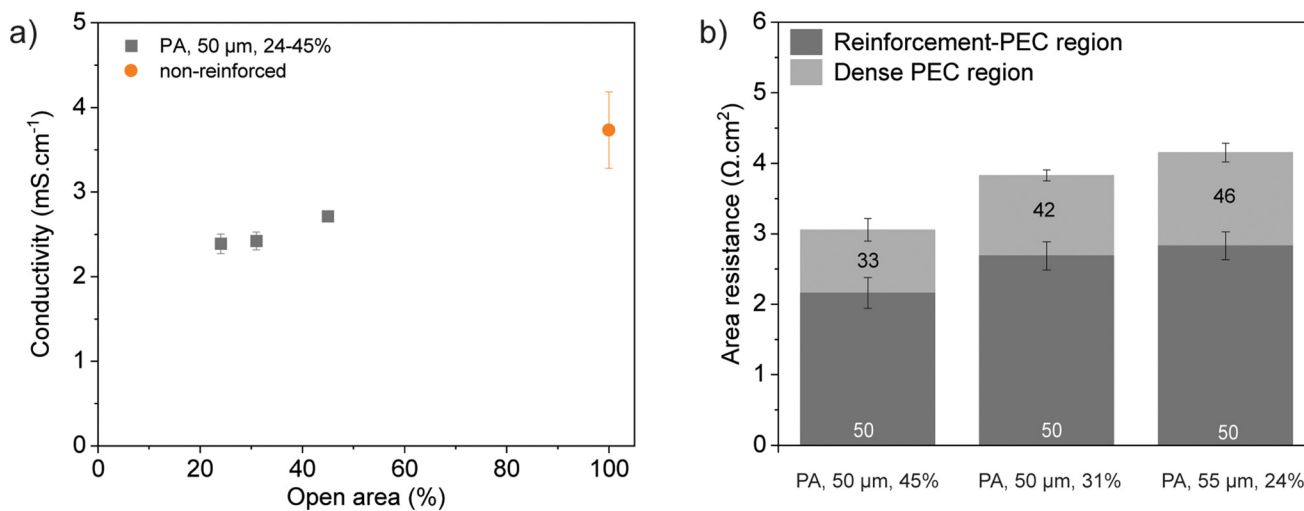 a)
5
4
3
2
1
0
Conductivity (mS.cm⁻¹)
PA, 50 µm, 24-45%
non-reinforced
0
20
40
60
80
100
Open area (%)
b)
6
5
4
3
2
1
0
Area resistance (Ω.cm²)
Reinforcement-PEC region
Dense PEC region
33
42
46
50
50
50
PA, 50 µm, 45%
PA, 50 µm, 31%
PA, 55 µm, 24%